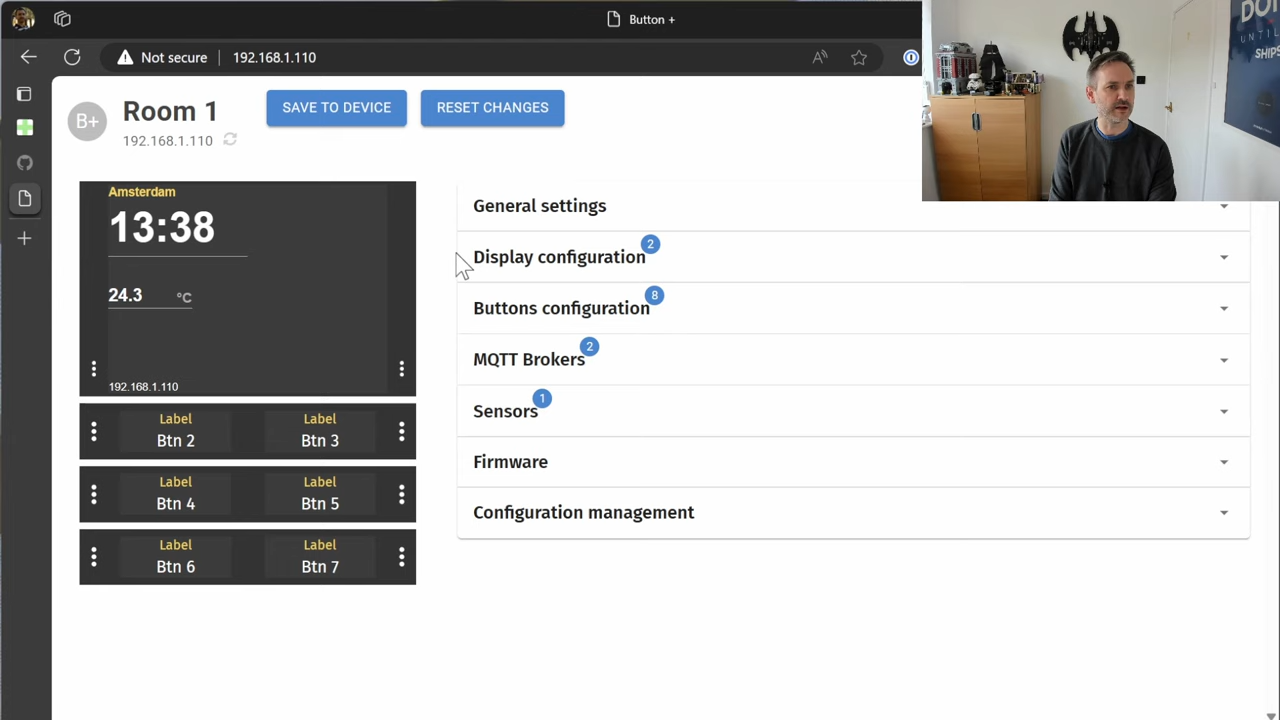 Button +
Not secure
192.168.1.110
B+
Room 1
192.168.1.110
SAVE TO DEVICE
RESET CHANGES
Amsterdam
13:38
24.3 °C
192.168.1.110
Label
Btn 2
Label
Btn 3
Label
Btn 4
Label
Btn 5
Label
Btn 6
Label
Btn 7
General settings
Display configuration 2
Buttons configuration 8
MQTT Brokers 2
Sensors 1
Firmware
Configuration management
UNTIL
SHIPS